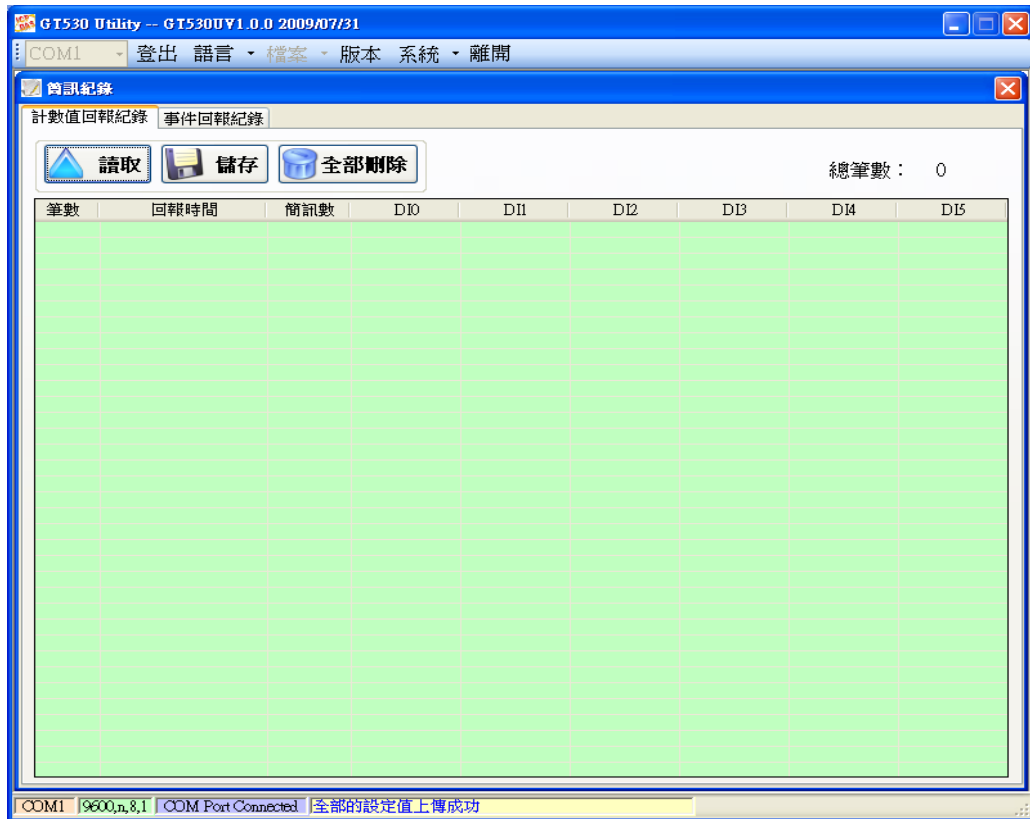 GT530 Utility -- GT530UV1.0.0 2009/07/31
COM1 登出 語言 檔案 版本 系統 離開
簡訊紀錄
計數值回報紀錄 事件回報紀錄
讀取 儲存 全部刪除 總筆數： 0
筆數 回報時間 簡訊數 DI0 DI1 DI2 DI3 DI4 DI5
COM1 9600,n,8,1 COM Port Connected 全部的設定值上傳成功